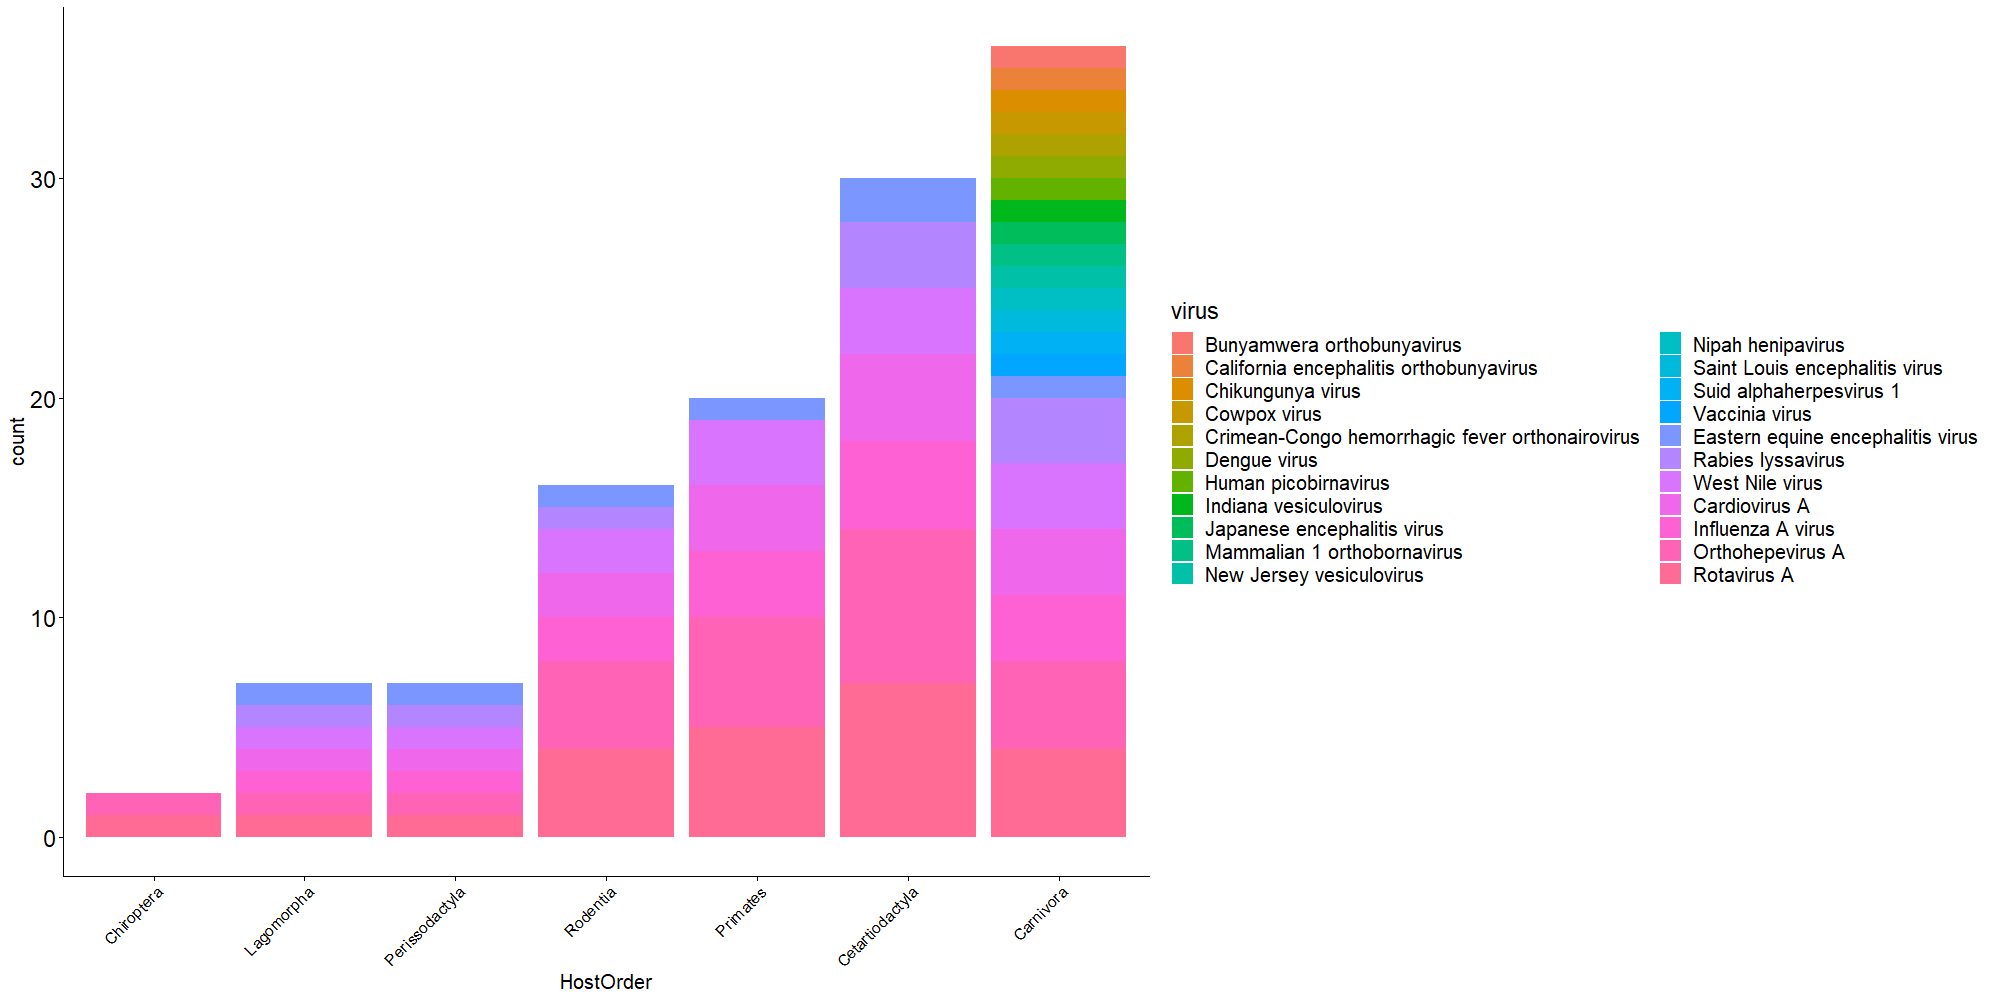 30
20
10
0
count
Chiroptera
Lagomorpha
Perissodactyla
Rodentia
Primates
Cetartiodactyla
Carnivora
HostOrder
virus
Bunyamwera orthobunyavirus
California encephalitis orthobunyavirus
Chikungunya virus
Cowpox virus
Crimean-Congo hemorrhagic fever orthonairovirus
Dengue virus
Human picobirnavirus
Indiana vesiculovirus
Japanese encephalitis virus
Mammalian 1 orthobornavirus
New Jersey vesiculovirus
Nipah henipavirus
Saint Louis encephalitis virus
Suid alphaherpesvirus 1
Vaccinia virus
Eastern equine encephalitis virus
Rabies lyssavirus
West Nile virus
Cardiovirus A
Influenza A virus
Orthohepevirus A
Rotavirus A